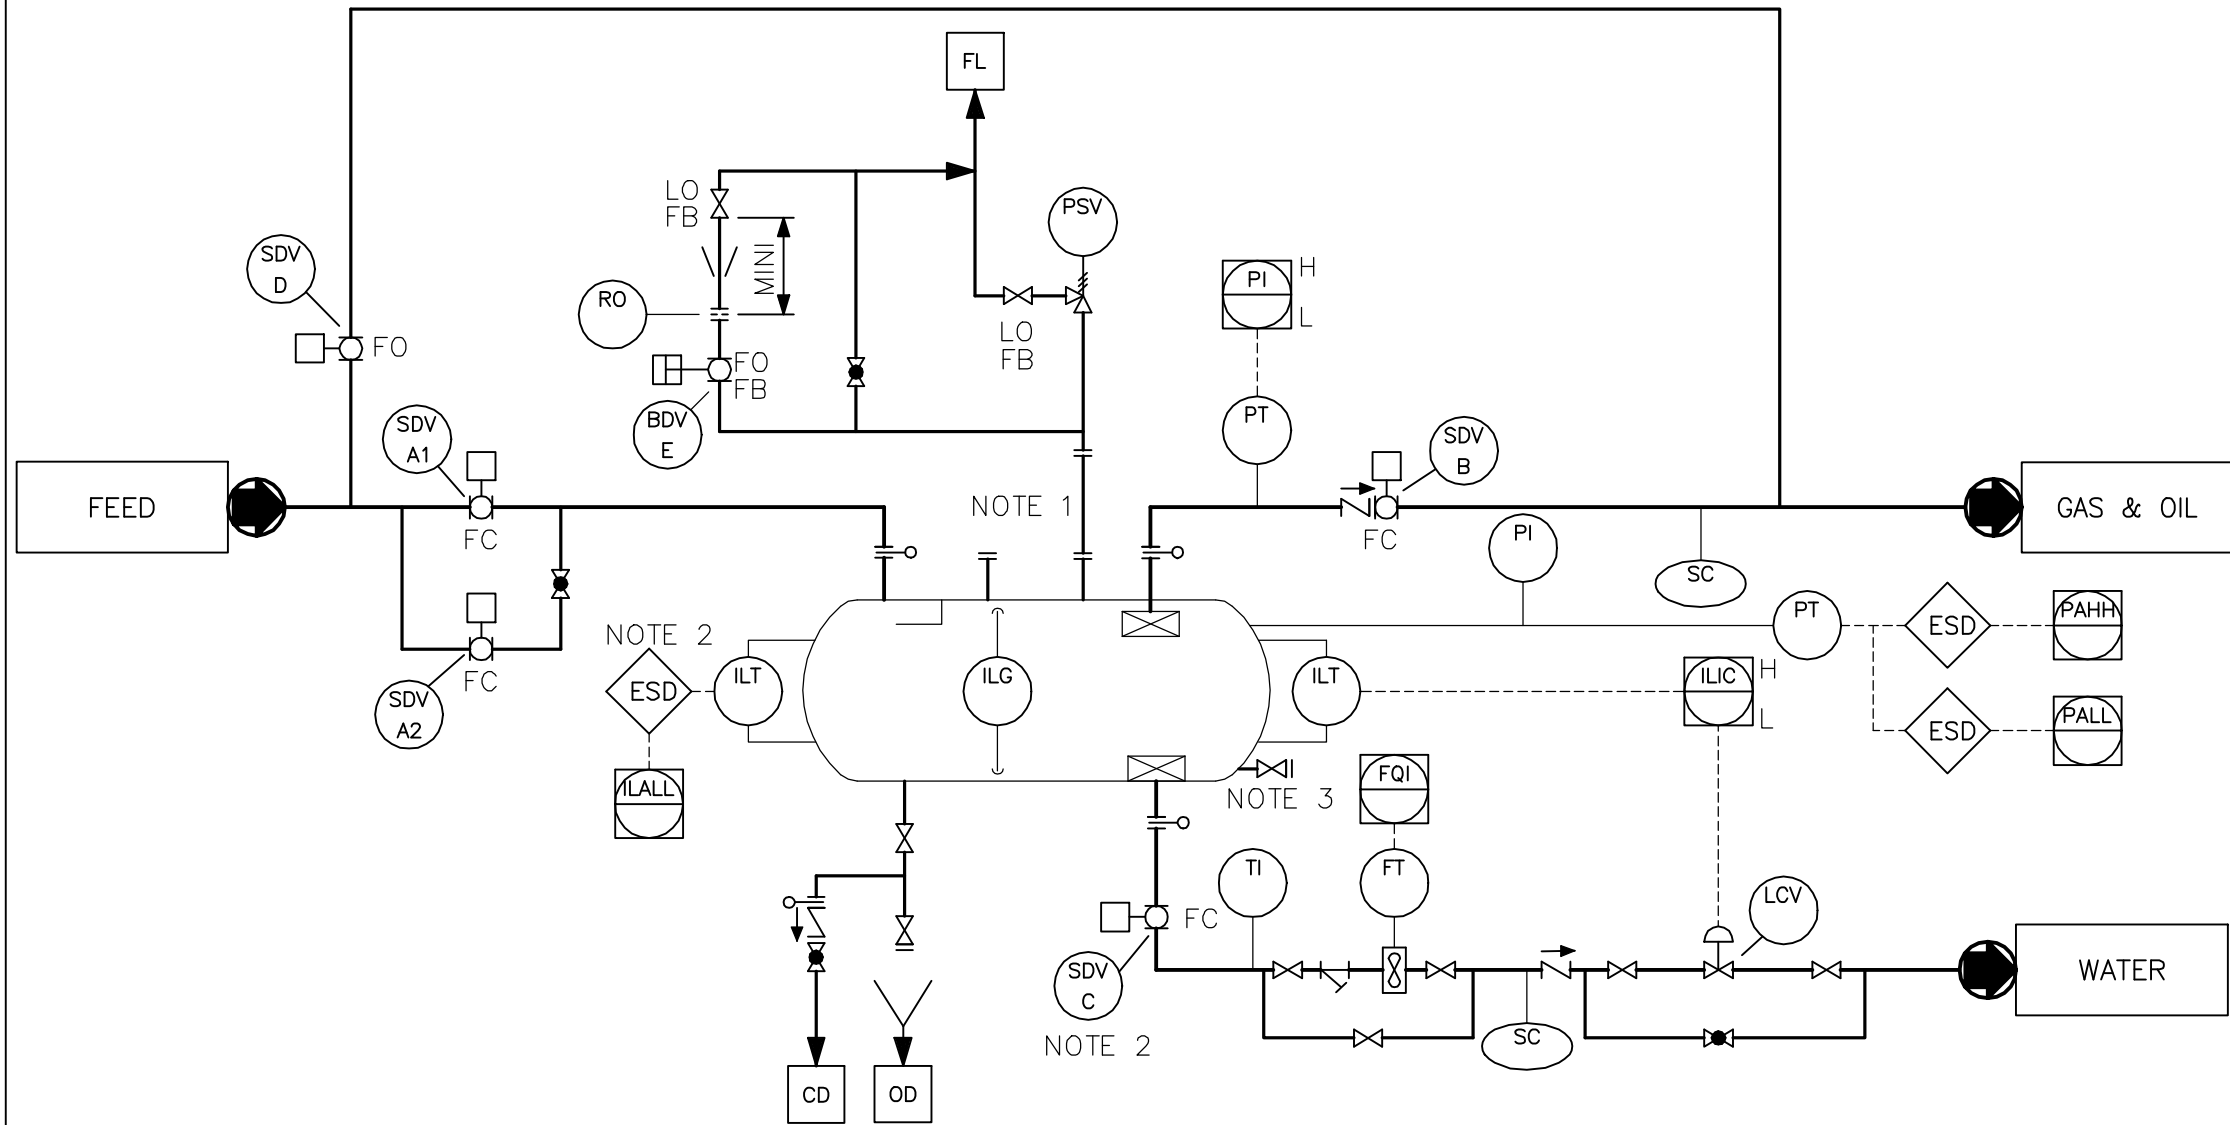 FL
LO
FB
MINI
PSV
SDV
D
FO
RO
PI
H
L
LO
FB
FO
FB
BDV
E
PT
SDV
A1
SDV
B
FEED
NOTE 1
GAS & OIL
FC
FC
PI
SC
NOTE 2
PT
ESD
PAHH
SDV
A2
FC
ESD
ILT
ILG
ILT
ILIC
H
L
ESD
PALL
ILALL
NOTE 3
FQI
TI
FT
LCV
FC
SDV
C
NOTE 2
SC
WATER
CD
OD